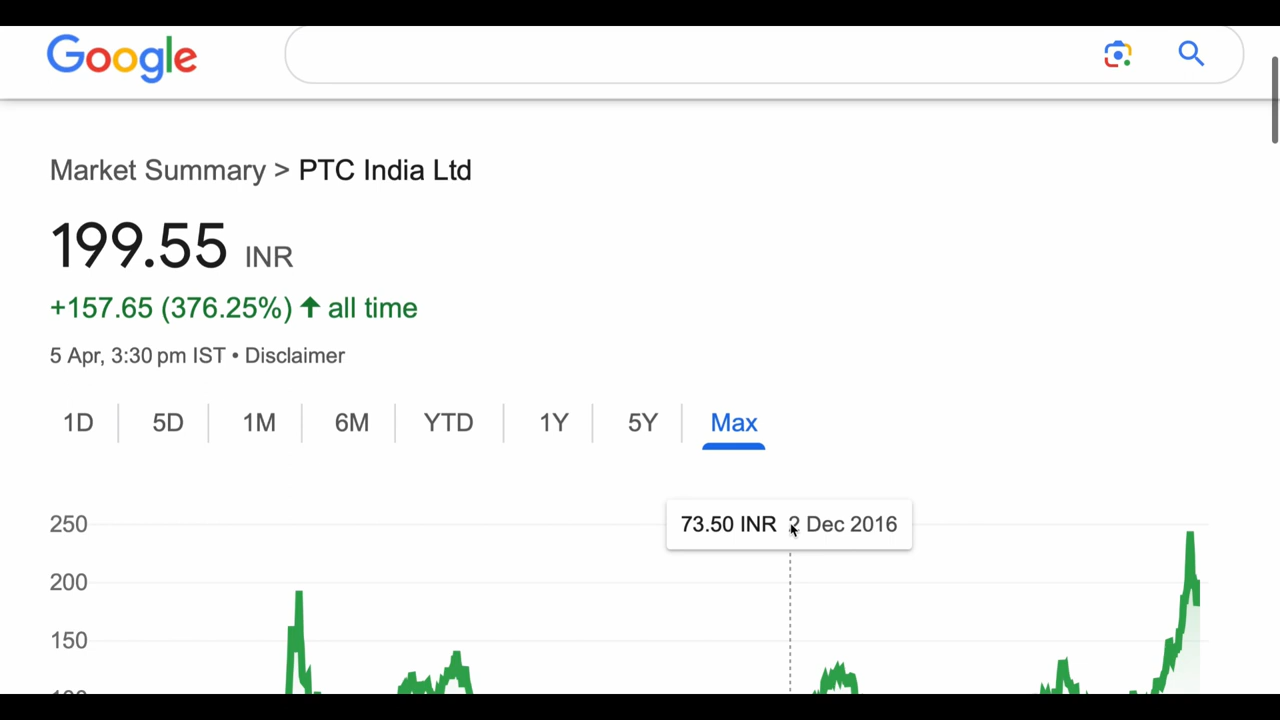 Google
Market Summary > PTC India Ltd
199.55 INR
+157.65 (376.25%) ↑ all time
5 Apr, 3:30 pm IST • Disclaimer
1D 5D 1M 6M YTD 1Y 5Y Max
250
73.50 INR 2 Dec 2016
200
150